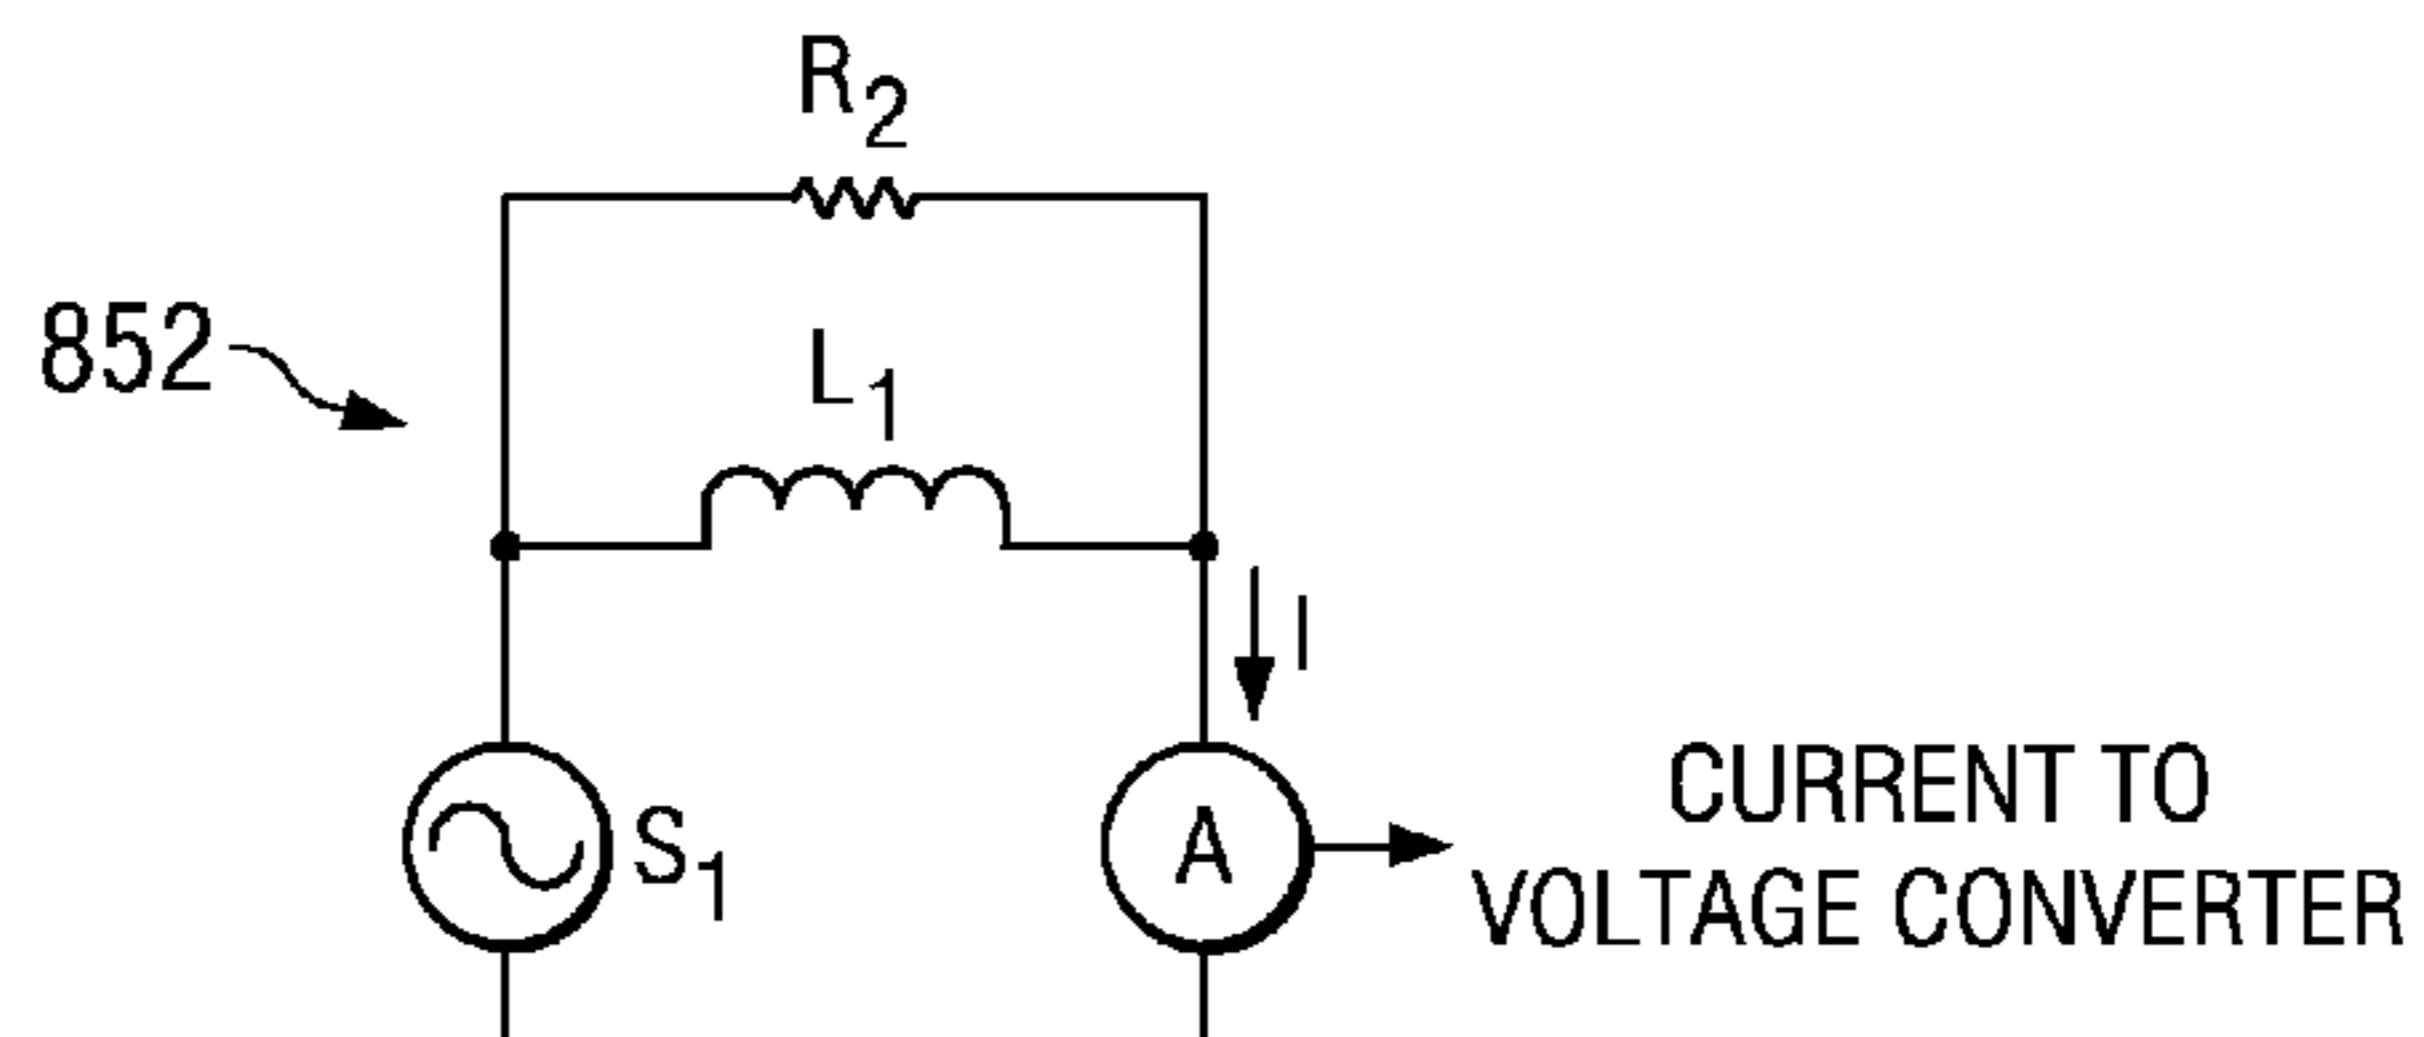 R2
852
L1
I
S1
A
CURRENT TO
VOLTAGE CONVERTER